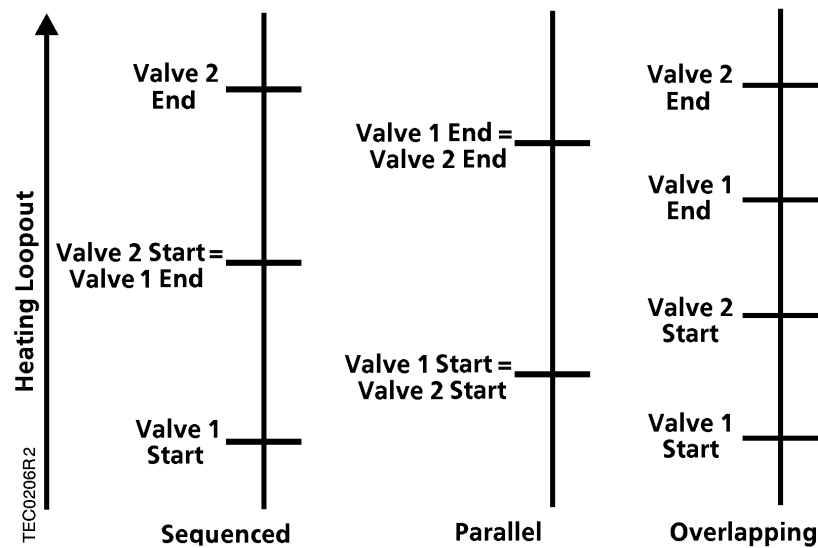 Heating Loopout
TEC0206R2
Valve 2
End
Valve 2 Start =
Valve 1 End
Valve 1
Start
Sequenced
Valve 1 End =
Valve 2 End
Valve 1 Start =
Valve 2 Start
Parallel
Valve 2
End
Valve 1
End
Valve 2
Start
Valve 1
Start
Overlapping